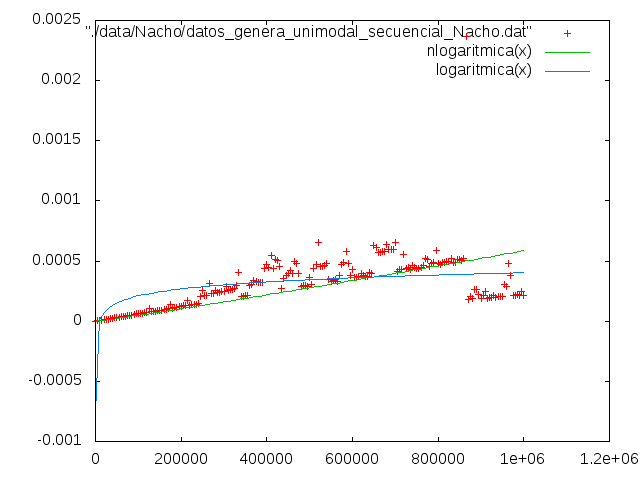 0.0025
"./data/Nacho/datos_genera_unimodal_secuencial_Nacho.dat"
nlogaritmica(x)
logaritmica(x)
0.002
0.0015
0.001
0.0005
0
-0.0005
-0.001
0 200000 400000 600000 800000 1e+06 1.2e+06